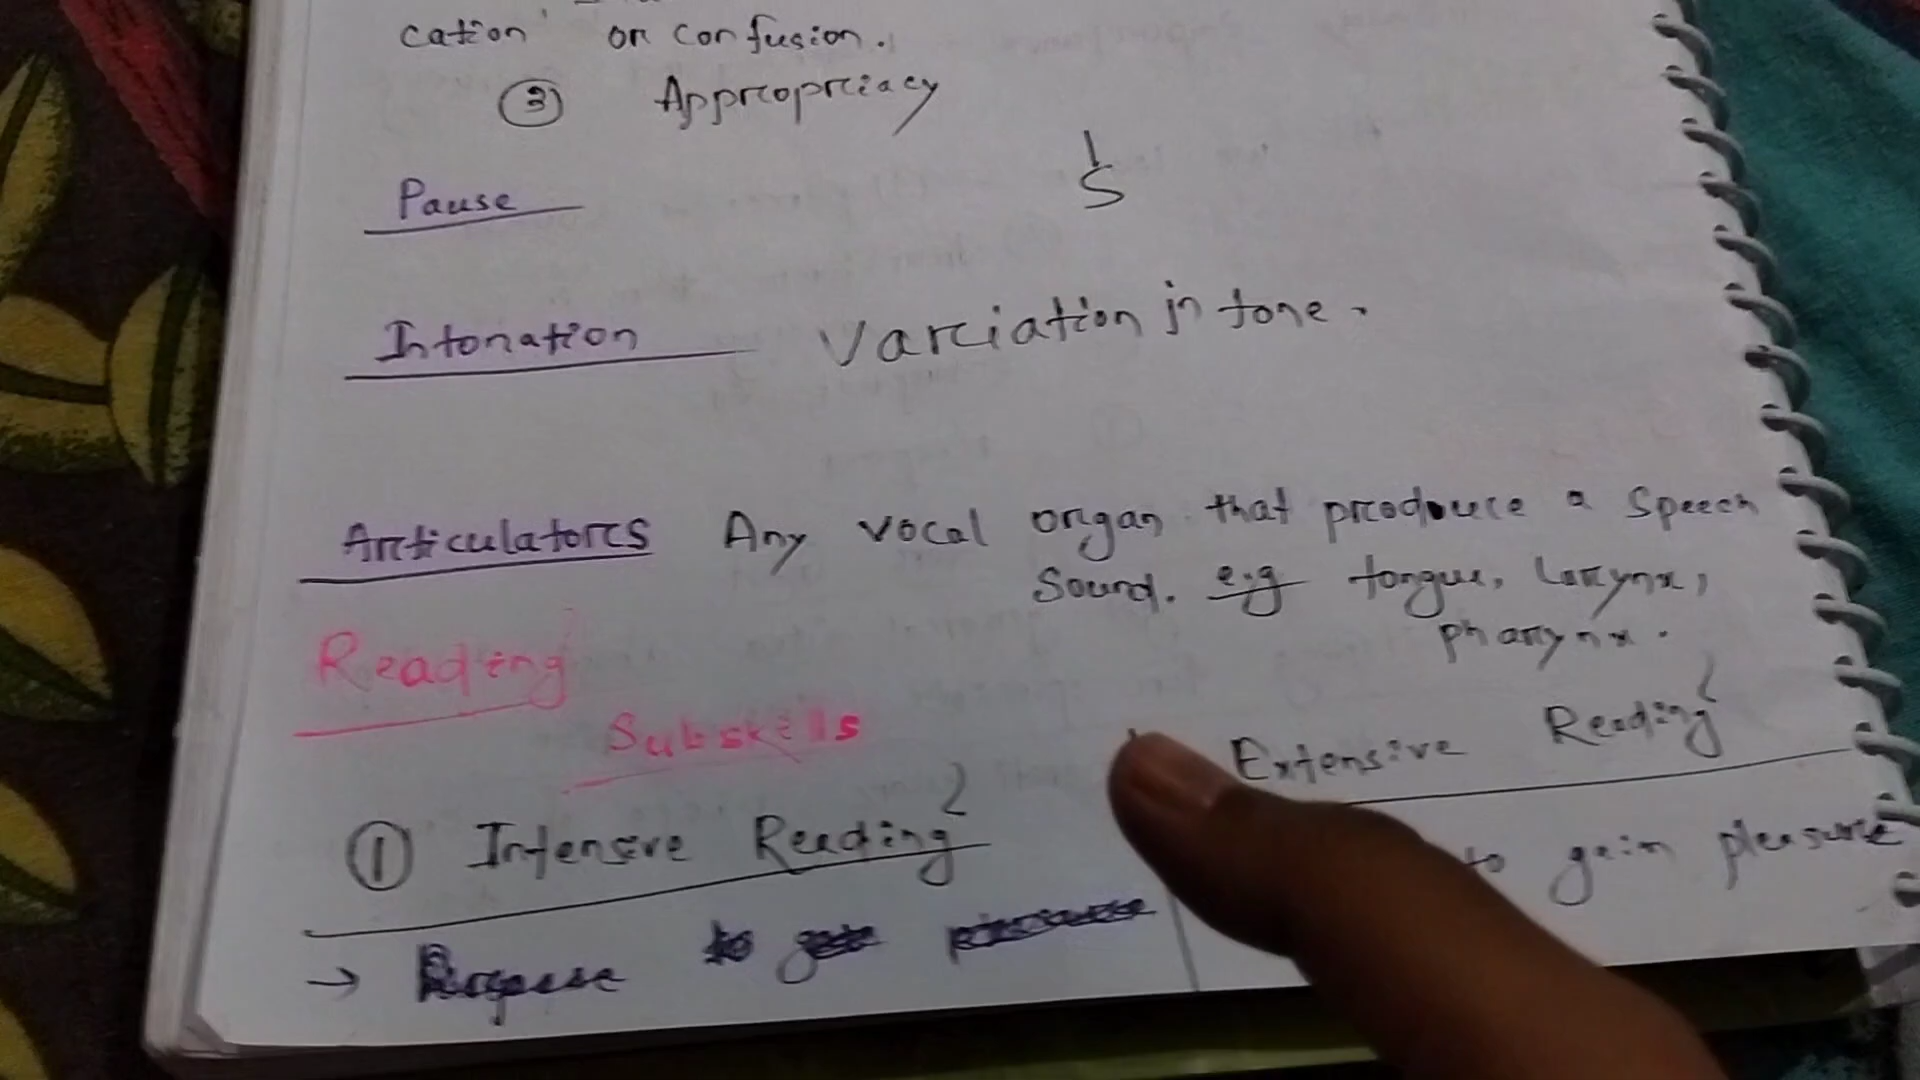 cation' or confusion.
③ Appropriacy
Pause
Intonation Variation in tone.
Articulators Any vocal organ that produce a speech
sound. e.g tongue, Larynx,
pharynx.
Reading
Subskills
① Intensive Reading Extensive Reading
to gain pleasure
→